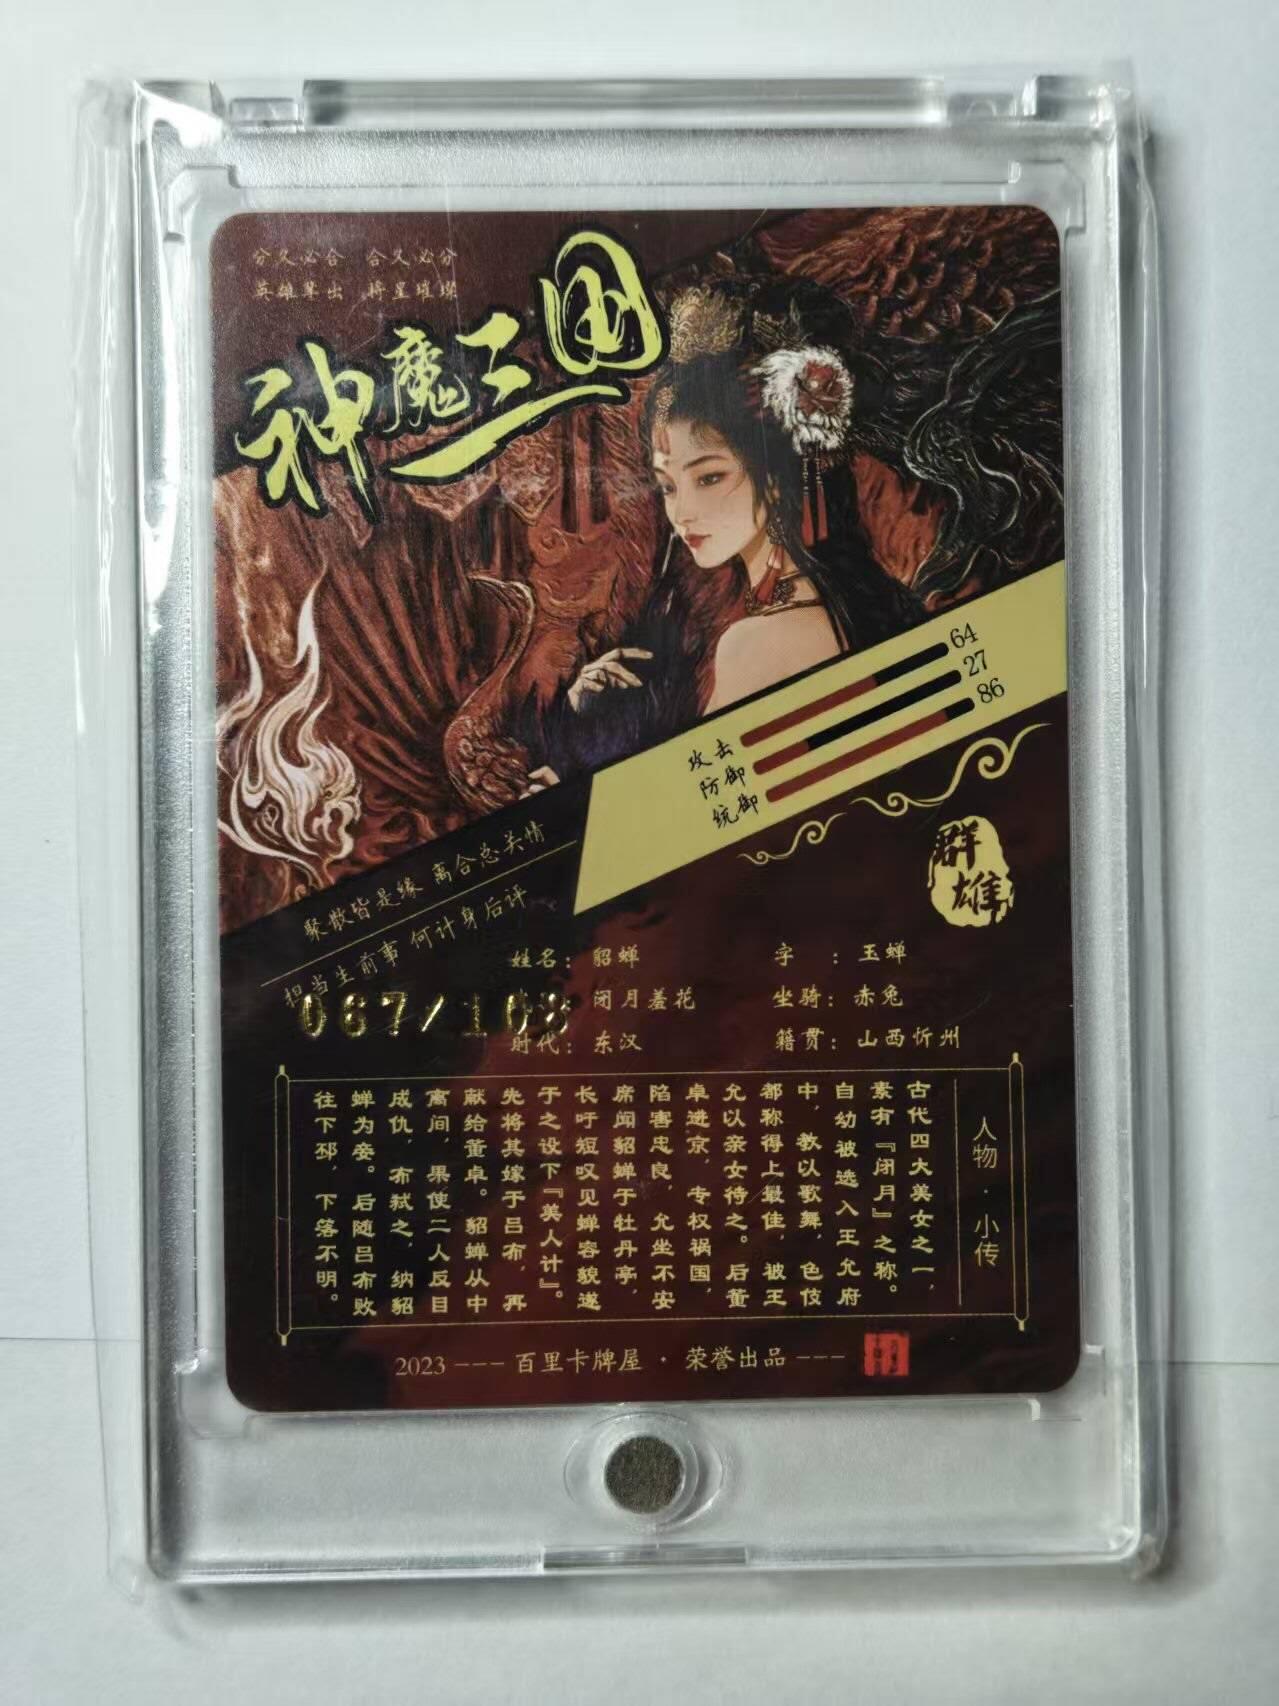 分久必合 合久必分
英雄辈出 将星璀璨
神魔三国
攻击 64
防御 27
统御 86
群雄
聚散皆是缘 离合总关情
担当生前事 何计身后评
067/108
姓名：貂蝉 字：玉蝉
闭月羞花 坐骑：赤兔
时代：东汉 籍贯：山西忻州
人物·小传
古代四大美女之一，
素有『闭月』之称。
自幼被选入王允府
中，教以歌舞，色伎
都称得上最佳，被王
允以亲女待之。后董
卓进京，专权祸国，
陷害忠良，允坐不安
席闻貂蝉于牡丹亭，
长吁短叹见蝉容貌遂
于之设下『美人计』。
先将其嫁于吕布，再
献给董卓。貂蝉从中
离间，果使二人反目
成仇，布弑之，纳貂
蝉为妾。后随吕布败
往下邳，下落不明。
2023 --- 百里卡牌屋 · 荣誉出品 ---